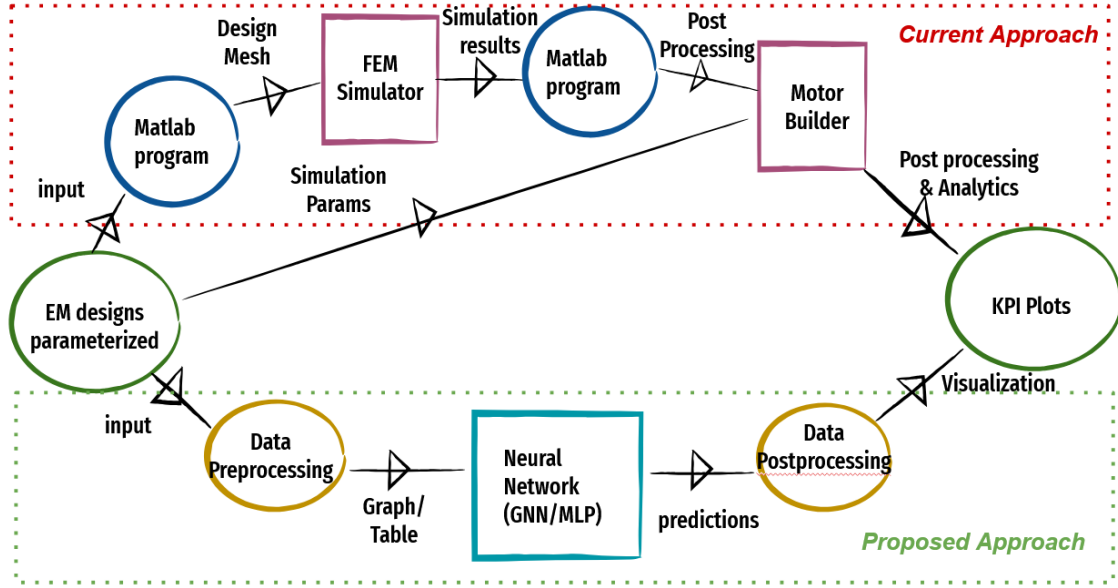 Current Approach
Design
Mesh
Simulation
results
Post
Processing
FEM
Simulator
Matlab
program
Motor
Builder
Matlab
program
input
Simulation
Params
Post processing
& Analytics
EM designs
parameterized
KPI Plots
input
Visualization
Data
Preprocessing
Graph/
Table
Neural
Network
(GNN/MLP)
predictions
Data
Postprocessing
Proposed Approach